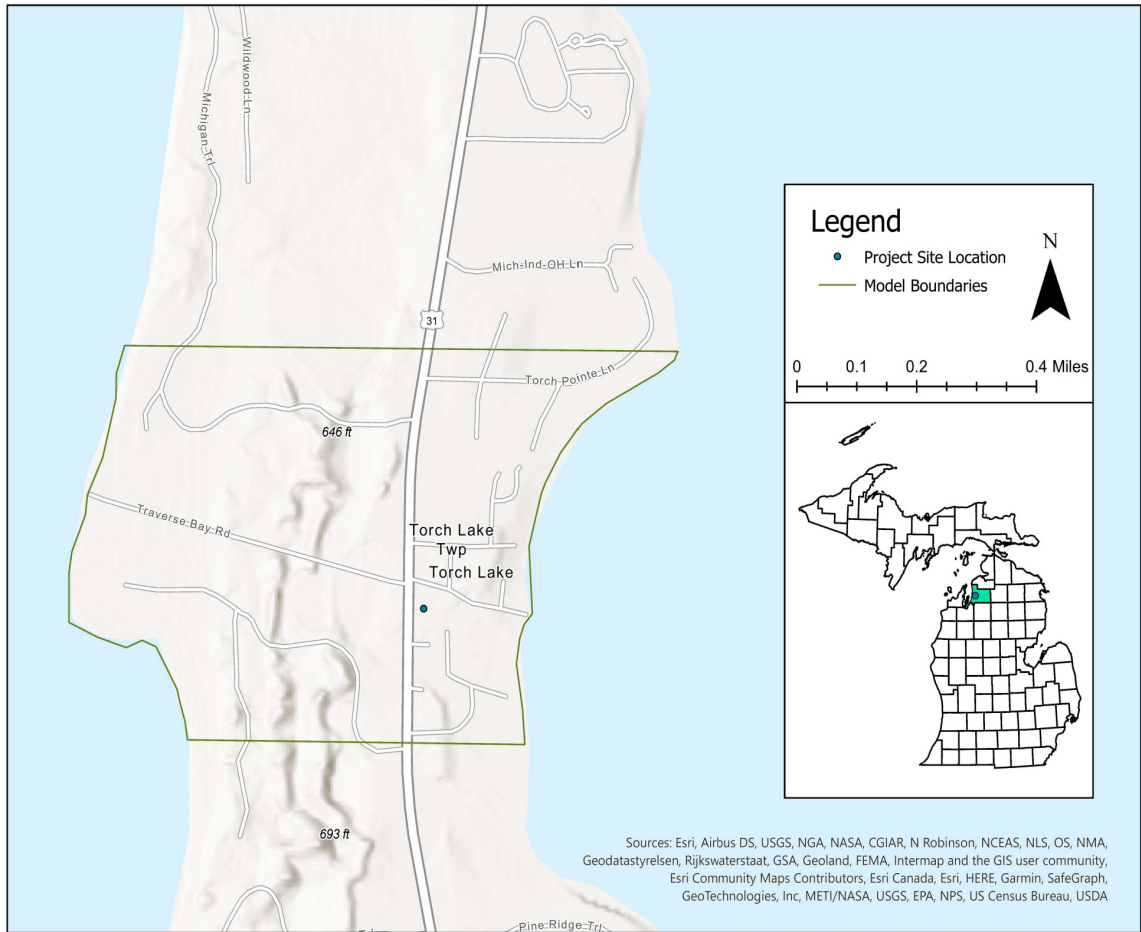 Wildwood Ln
Michigan Trl
Mich-Ind-OH Ln
31
Torch Pointe Ln
646 ft
Traverse Bay Rd
Torch Lake
Twp
Torch Lake
693 ft
Pine Ridge Trl
Legend
Project Site Location
Model Boundaries
N
0 0.1 0.2 0.4 Miles
Sources: Esri, Airbus DS, USGS, NGA, NASA, CGIAR, N Robinson, NCEAS, NLS, OS, NMA,
Geodatastyrelsen, Rijkswaterstaat, GSA, Geoland, FEMA, Intermap and the GIS user community,
Esri Community Maps Contributors, Esri Canada, Esri, HERE, Garmin, SafeGraph,
GeoTechnologies, Inc, METI/NASA, USGS, EPA, NPS, US Census Bureau, USDA